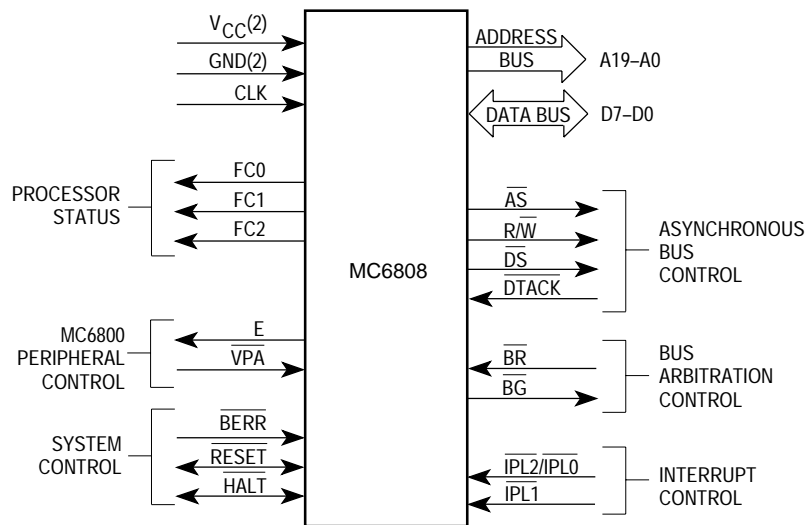 VCC(2)
GND(2)
CLK
PROCESSOR
STATUS
FC0
FC1
FC2
MC6800
PERIPHERAL
CONTROL
E
VPA
SYSTEM
CONTROL
BERR
RESET
HALT
MC6808
ADDRESS
BUS
A19–A0
DATA BUS
D7–D0
AS
R/W
DS
DTACK
ASYNCHRONOUS
BUS
CONTROL
BR
BG
BUS
ARBITRATION
CONTROL
IPL2/IPL0
IPL1
INTERRUPT
CONTROL